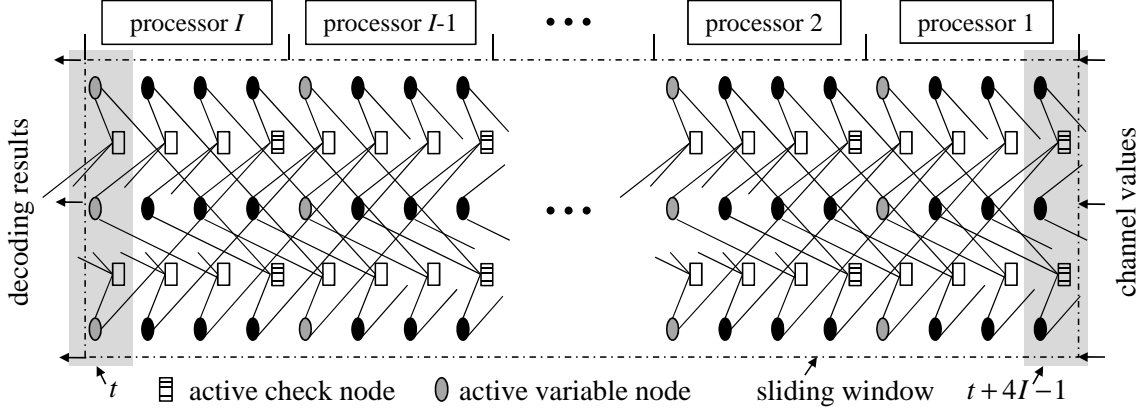 processor I
processor I-1
processor 2
processor 1
decoding results
channel values
t
active check node
active variable node
sliding window
t + 4I - 1